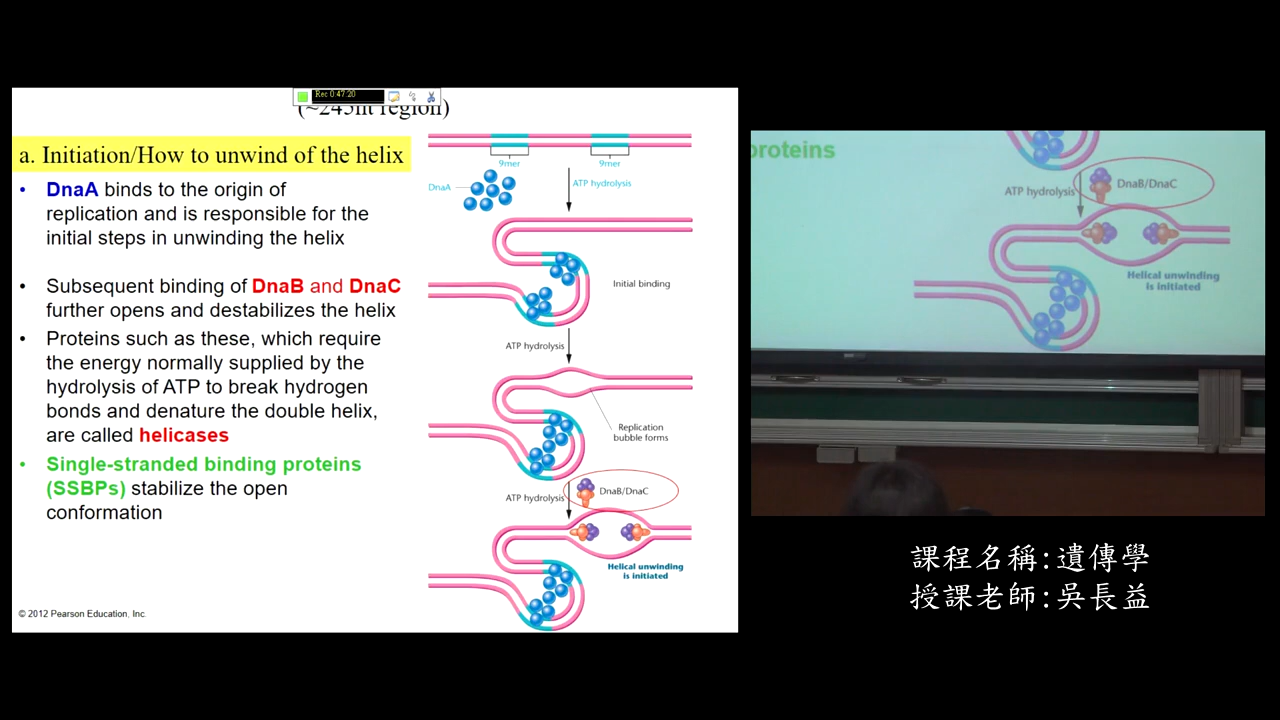 Rec 0:47:20
(~245nt region)
a. Initiation/How to unwind of the helix
• DnaA binds to the origin of
replication and is responsible for the
initial steps in unwinding the helix
• Subsequent binding of DnaB and DnaC
further opens and destabilizes the helix
• Proteins such as these, which require
the energy normally supplied by the
hydrolysis of ATP to break hydrogen
bonds and denature the double helix,
are called helicases
• Single-stranded binding proteins
(SSBPs) stabilize the open
conformation
© 2012 Pearson Education, Inc.
9mer
9mer
DnaA
ATP hydrolysis
Initial binding
ATP hydrolysis
Replication
bubble forms
ATP hydrolysis
DnaB/DnaC
Helical unwinding
is initiated
proteins
ATP hydrolysis
DnaB/DnaC
Helical unwinding
is initiated
課程名稱:遺傳學
授課老師:吳長益